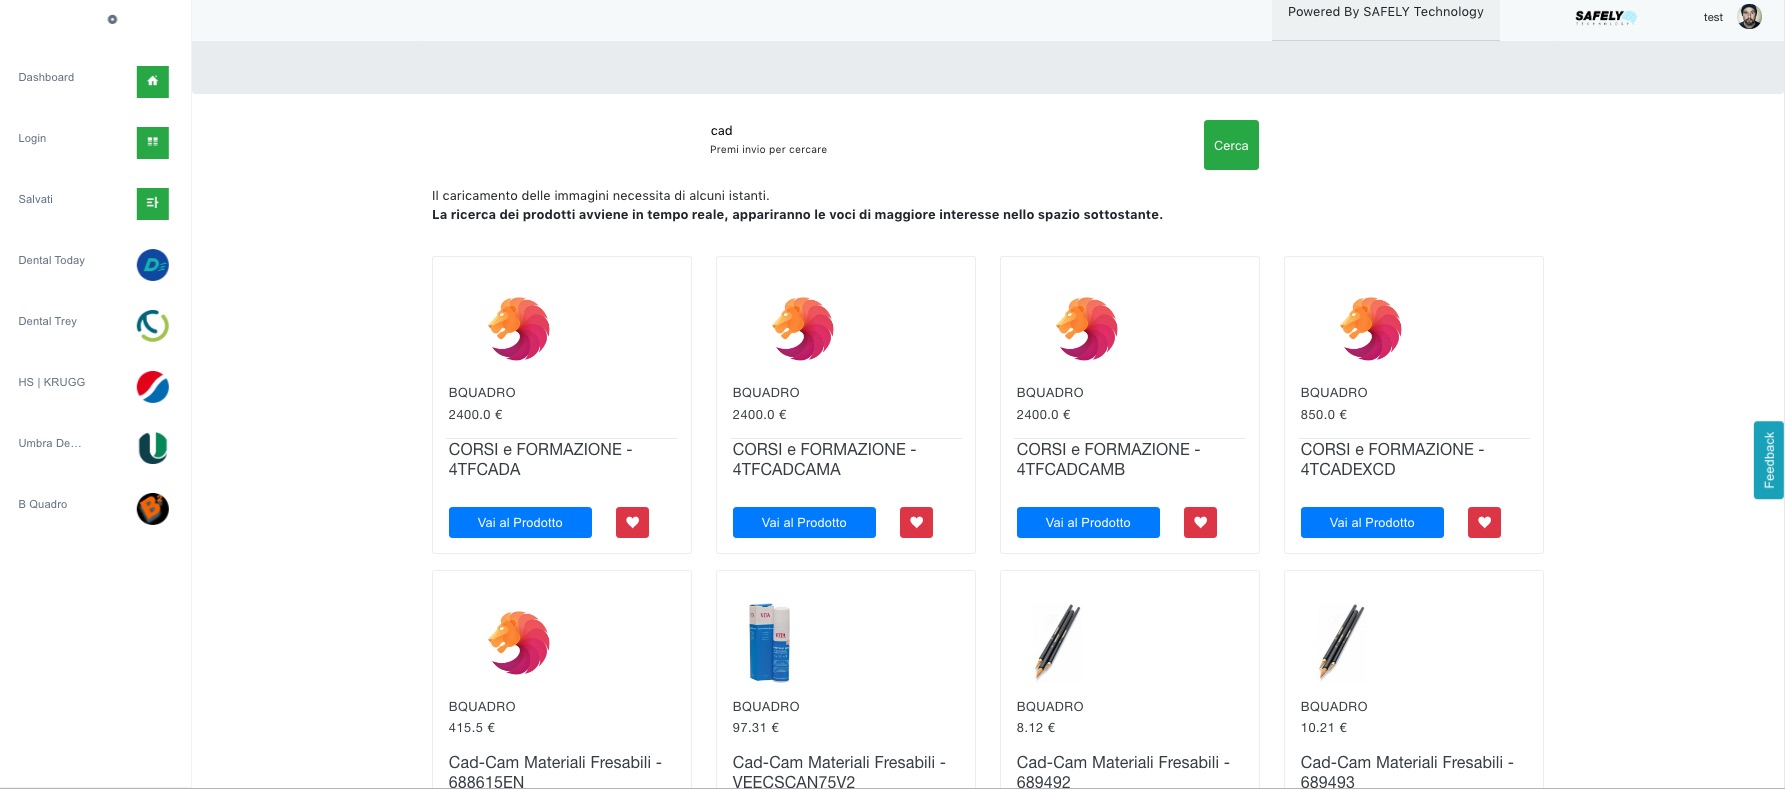 Powered By SAFELY Technology
SAFELY
TECHNOLOGY
test
Dashboard
Login
Salvati
Dental Today
Dental Trey
HS | KRUGG
Umbra De...
B Quadro
cad
Premi invio per cercare
Cerca
Il caricamento delle immagini necessita di alcuni istanti.
La ricerca dei prodotti avviene in tempo reale, appariranno le voci di maggiore interesse nello spazio sottostante.
BQUADRO
2400.0 €
CORSI e FORMAZIONE -
4TFCADA
Vai al Prodotto
BQUADRO
2400.0 €
CORSI e FORMAZIONE -
4TFCADCAMA
Vai al Prodotto
BQUADRO
2400.0 €
CORSI e FORMAZIONE -
4TFCADCAMB
Vai al Prodotto
BQUADRO
850.0 €
CORSI e FORMAZIONE -
4TCADEXCD
Vai al Prodotto
Feedback
BQUADRO
415.5 €
Cad-Cam Materiali Fresabili -
688615EN
VITA
VITA
BQUADRO
97.31 €
Cad-Cam Materiali Fresabili -
VEECSCAN75V2
BQUADRO
8.12 €
Cad-Cam Materiali Fresabili -
689492
BQUADRO
10.21 €
Cad-Cam Materiali Fresabili -
689493